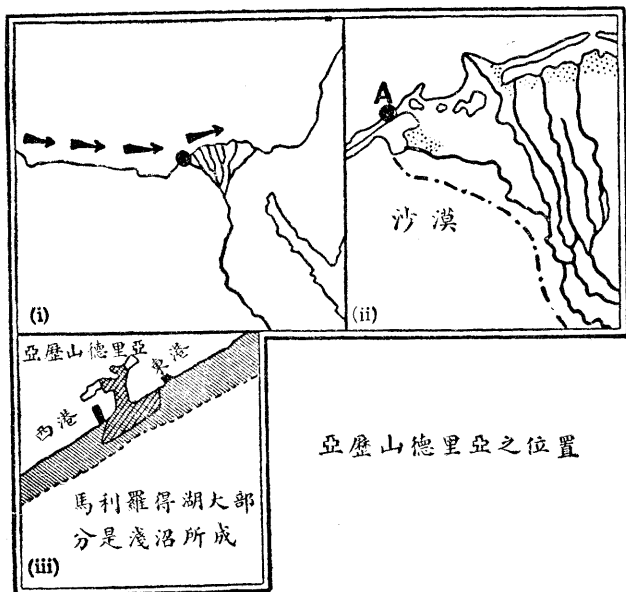 (i)
A
沙漠
(ii)
亞歷山德里亞
東港
西港
馬利羅得湖大部
分是淺沼所成
(iii)
亞歷山德里亞之位置